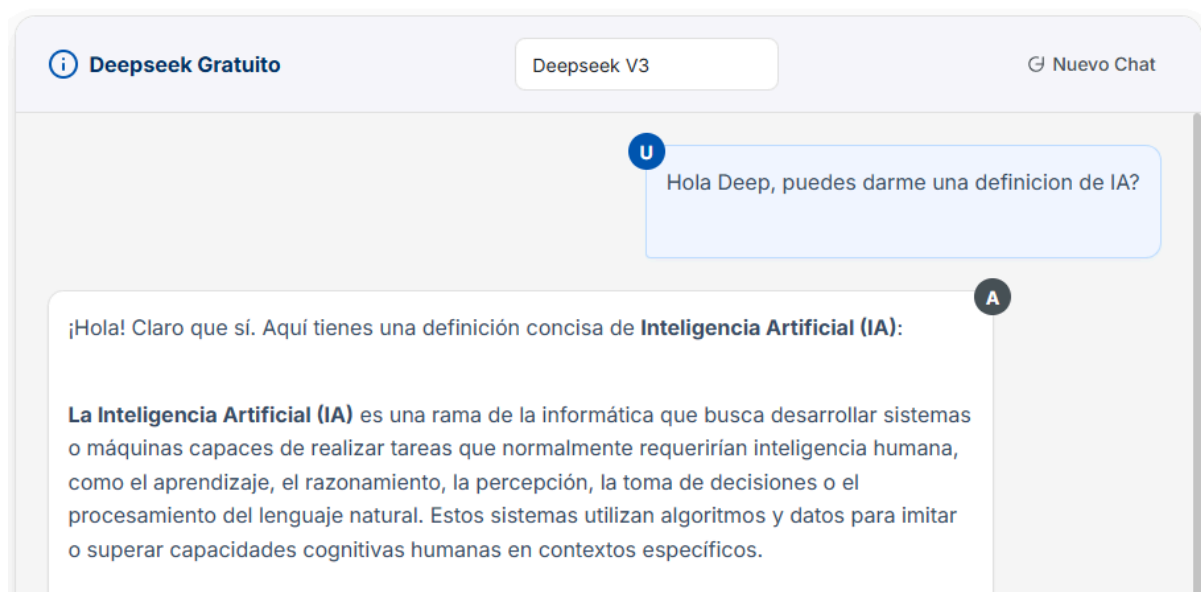 Deepseek Gratuito
Deepseek V3
Nuevo Chat
U
Hola Deep, puedes darme una definicion de IA?
A
¡Hola! Claro que sí. Aquí tienes una definición concisa de Inteligencia Artificial (IA):
La Inteligencia Artificial (IA) es una rama de la informática que busca desarrollar sistemas
o máquinas capaces de realizar tareas que normalmente requerirían inteligencia humana,
como el aprendizaje, el razonamiento, la percepción, la toma de decisiones o el
procesamiento del lenguaje natural. Estos sistemas utilizan algoritmos y datos para imitar
o superar capacidades cognitivas humanas en contextos específicos.